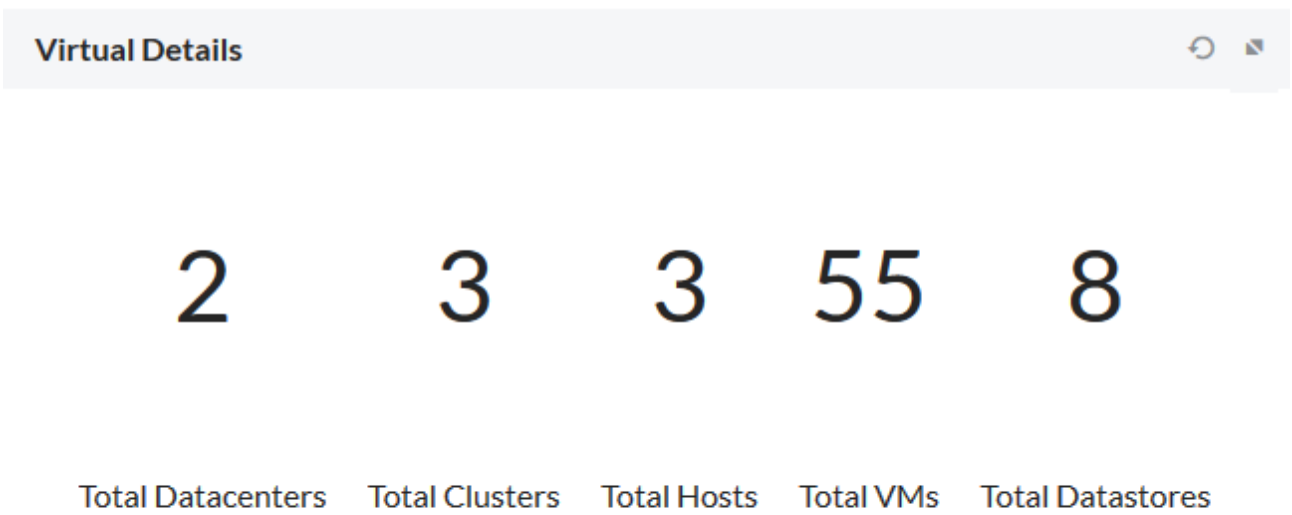 Virtual Details
2 3 3 55 8
Total Datacenters Total Clusters Total Hosts Total VMs Total Datastores